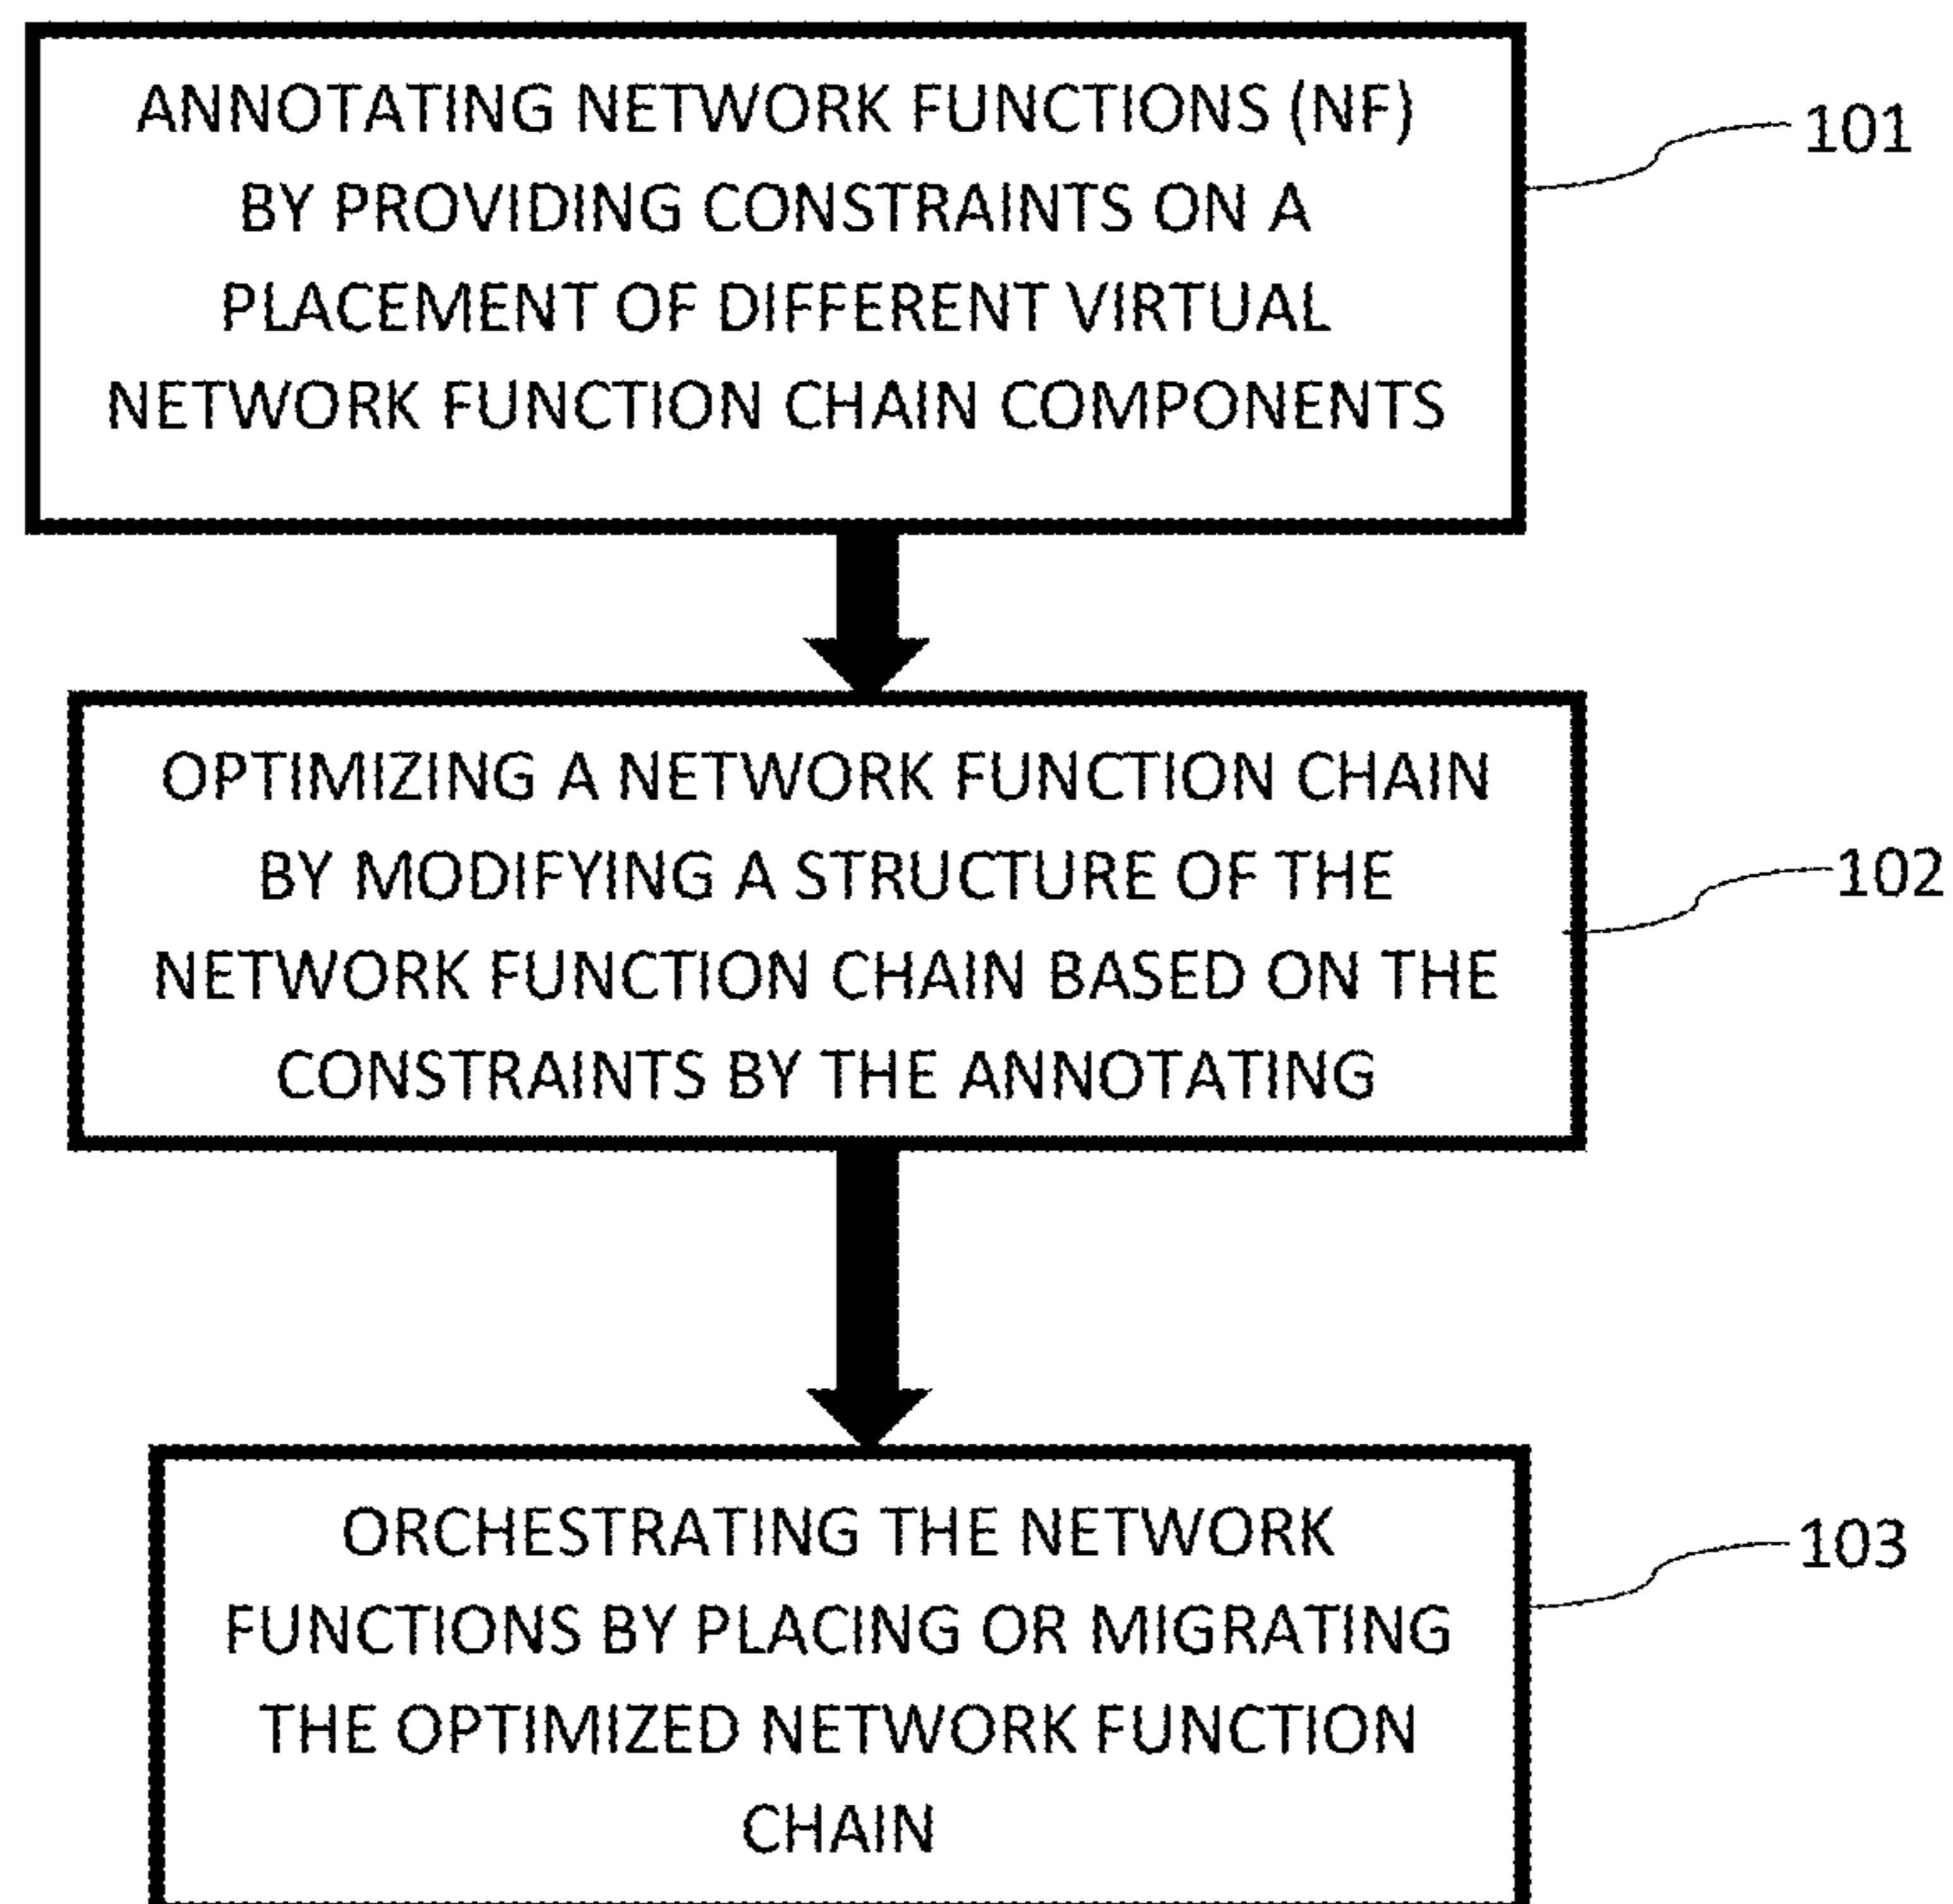 ANNOTATING NETWORK FUNCTIONS (NF)
BY PROVIDING CONSTRAINTS ON A
PLACEMENT OF DIFFERENT VIRTUAL
NETWORK FUNCTION CHAIN COMPONENTS
101
OPTIMIZING A NETWORK FUNCTION CHAIN
BY MODIFYING A STRUCTURE OF THE
NETWORK FUNCTION CHAIN BASED ON THE
CONSTRAINTS BY THE ANNOTATING
102
ORCHESTRATING THE NETWORK
FUNCTIONS BY PLACING OR MIGRATING
THE OPTIMIZED NETWORK FUNCTION
CHAIN
103